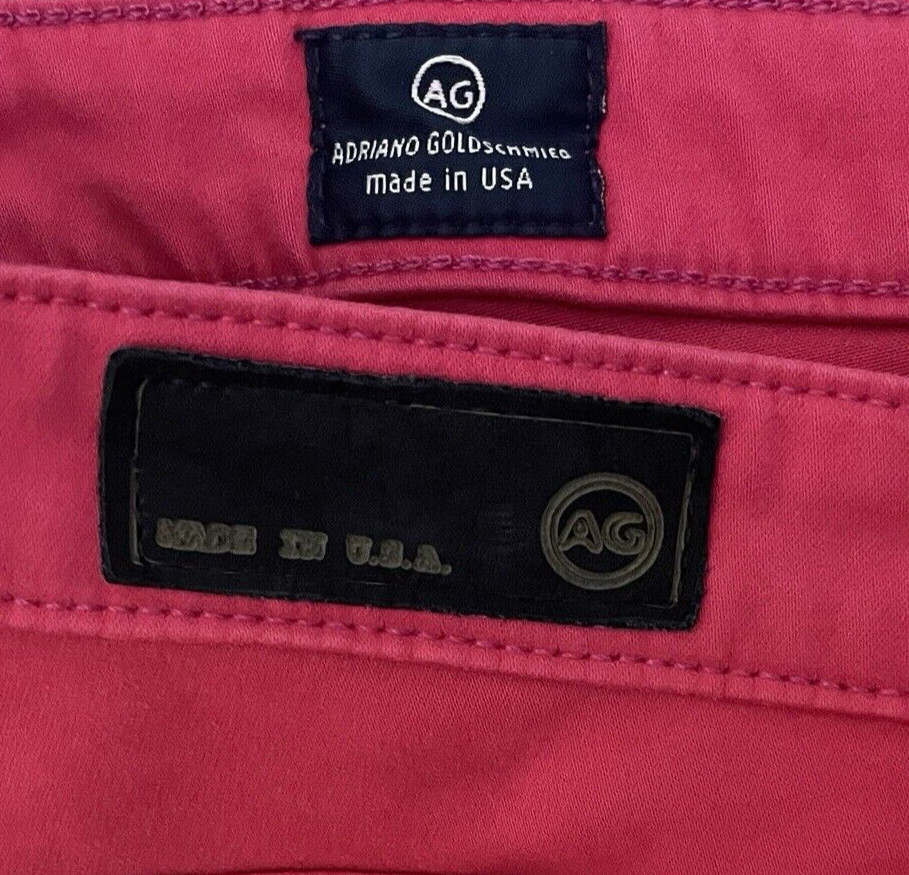 AG
ADRIANO GOLDSCHMIED
made in USA
MADE IN U.S.A.
AG